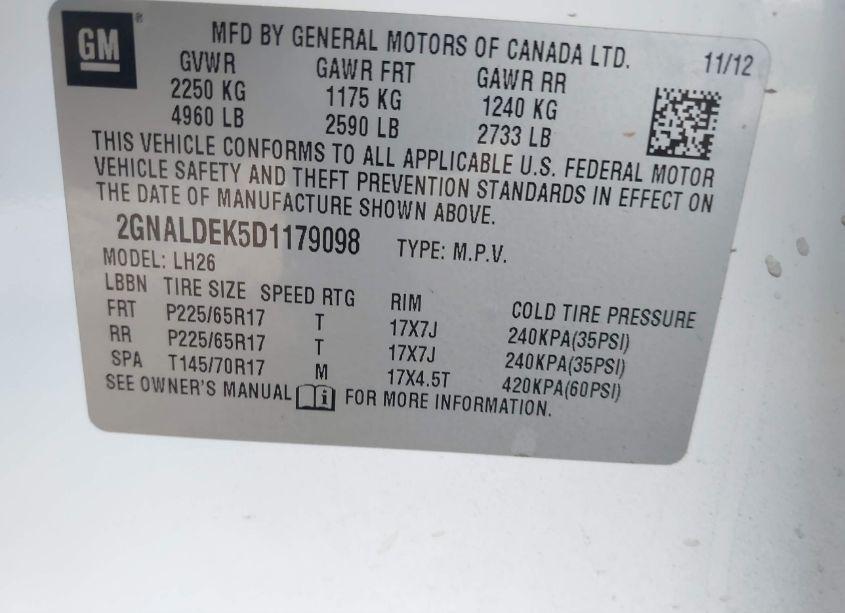 GM ®
MFD BY GENERAL MOTORS OF CANADA LTD. 11/12
GVWR GAWR FRT GAWR RR
2250 KG 1175 KG 1240 KG
4960 LB 2590 LB 2733 LB
THIS VEHICLE CONFORMS TO ALL APPLICABLE U.S. FEDERAL MOTOR
VEHICLE SAFETY AND THEFT PREVENTION STANDARDS IN EFFECT ON
THE DATE OF MANUFACTURE SHOWN ABOVE.
2GNALDEK5D1179098 TYPE: M.P.V.
MODEL: LH26
LBBN TIRE SIZE SPEED RTG RIM COLD TIRE PRESSURE
FRT P225/65R17 T 17X7J 240KPA(35PSI)
RR P225/65R17 T 17X7J 240KPA(35PSI)
SPA T145/70R17 M 17X4.5T 420KPA(60PSI)
SEE OWNER'S MANUAL i FOR MORE INFORMATION.